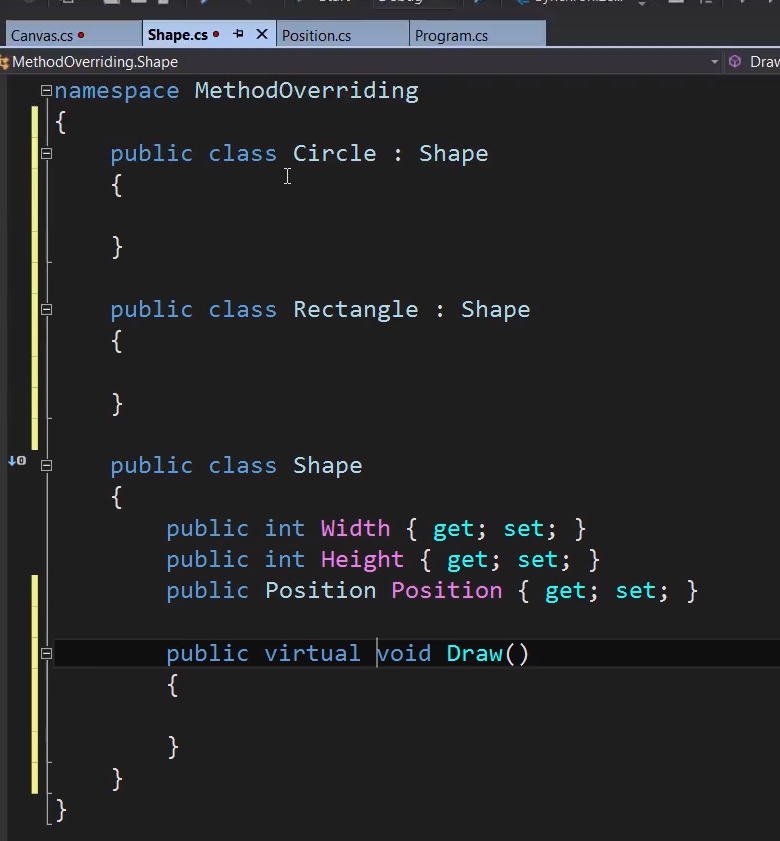 Canvas.cs Shape.cs Position.cs Program.cs
MethodOverriding.Shape
namespace MethodOverriding
{
public class Circle : Shape
{
}
public class Rectangle : Shape
{
}
public class Shape
{
public int Width { get; set; }
public int Height { get; set; }
public Position Position { get; set; }
public virtual void Draw()
{
}
}
}